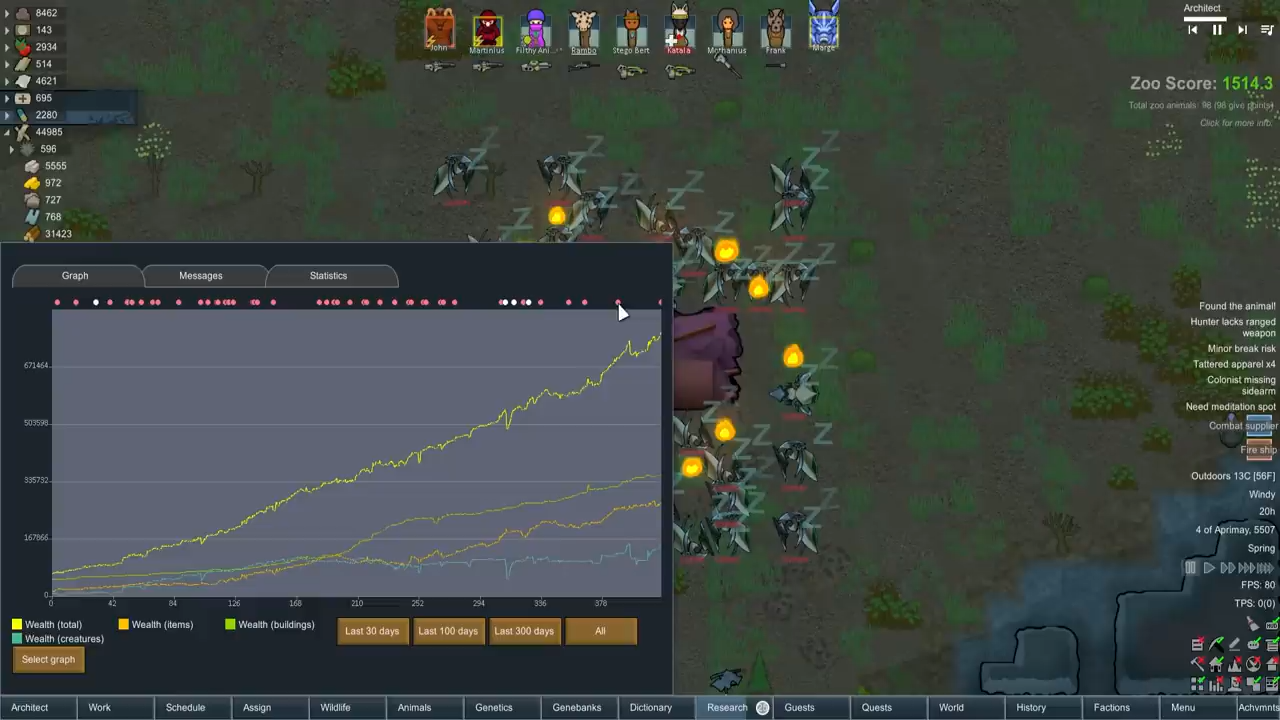 8462
143
2934
514
4621
695
2280
44985
596
5555
972
727
768
31423
John
Martinius
Filthy Ani...
Rambo
Stego Bert
Katala
Mothanius
Frank
Marge
Architect
Zoo Score: 1514.3
Total zoo animals: 98 (98 give points)
Click for more info.
Graph
Messages
Statistics
671464
503598
335732
167866
0
0
42
84
126
168
210
252
294
336
378
Wealth (total)
Wealth (items)
Wealth (buildings)
Wealth (creatures)
Last 30 days
Last 100 days
Last 300 days
All
Select graph
Found the animal!
Hunter lacks ranged
weapon
Minor break risk
Tattered apparel x4
Colonist missing
sidearm
Need meditation spot
Combat supplier
Fire ship
Outdoors 13C [56F]
Windy
20h
4 of Aprimay, 5507
Spring
FPS: 80
TPS: 0(0)
Architect
Work
Schedule
Assign
Wildlife
Animals
Genetics
Genebanks
Dictionary
Research
Guests
Quests
World
History
Factions
Menu
Achvmnts